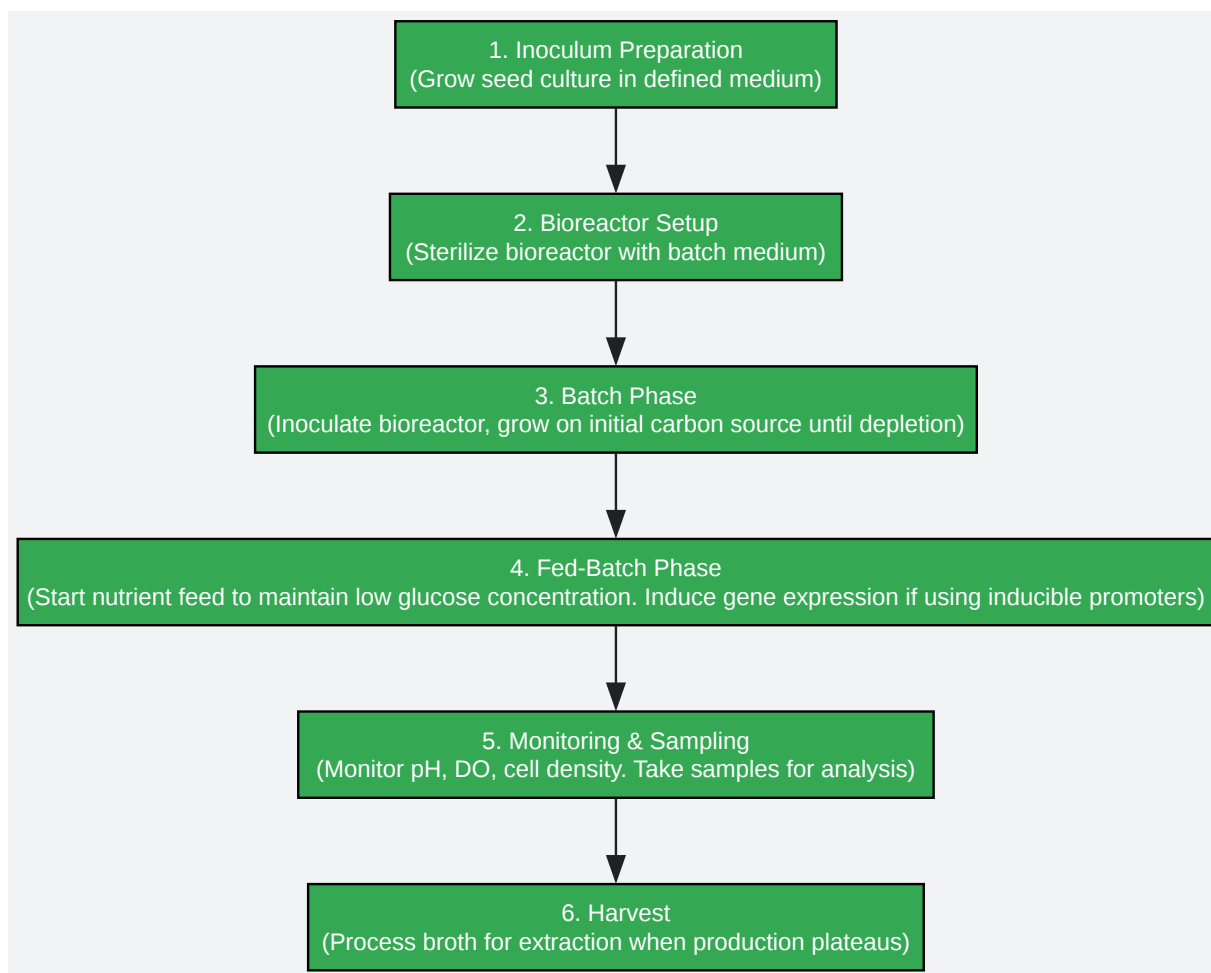 1. Inoculum Preparation
(Grow seed culture in defined medium)
2. Bioreactor Setup
(Sterilize bioreactor with batch medium)
3. Batch Phase
(Inoculate bioreactor, grow on initial carbon source until depletion)
4. Fed-Batch Phase
(Start nutrient feed to maintain low glucose concentration. Induce gene expression if using inducible promoters)
5. Monitoring & Sampling
(Monitor pH, DO, cell density. Take samples for analysis)
6. Harvest
(Process broth for extraction when production plateaus)